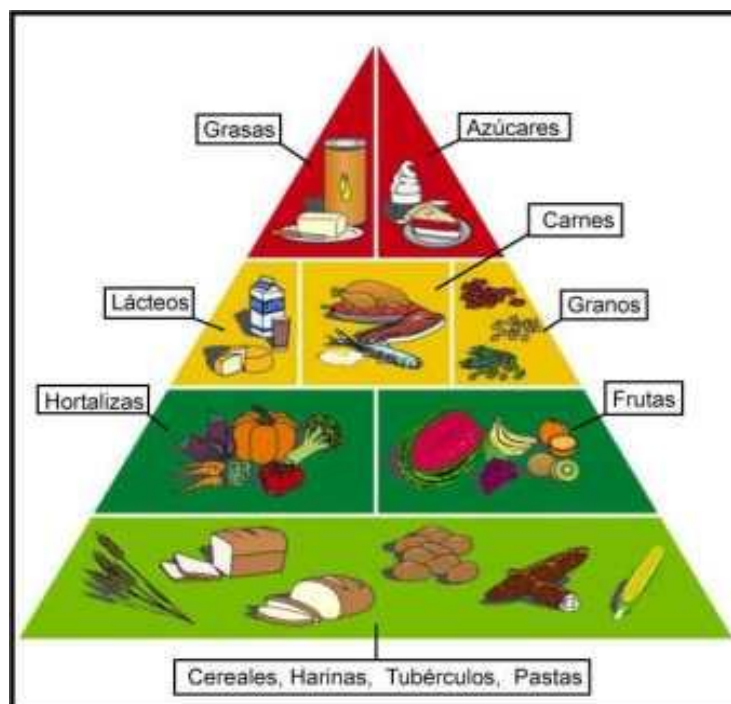 Grasas
Azúcares
Carnes
Lácteos
Granos
Hortalizas
Frutas
Cereales, Harinas, Tubérculos, Pastas